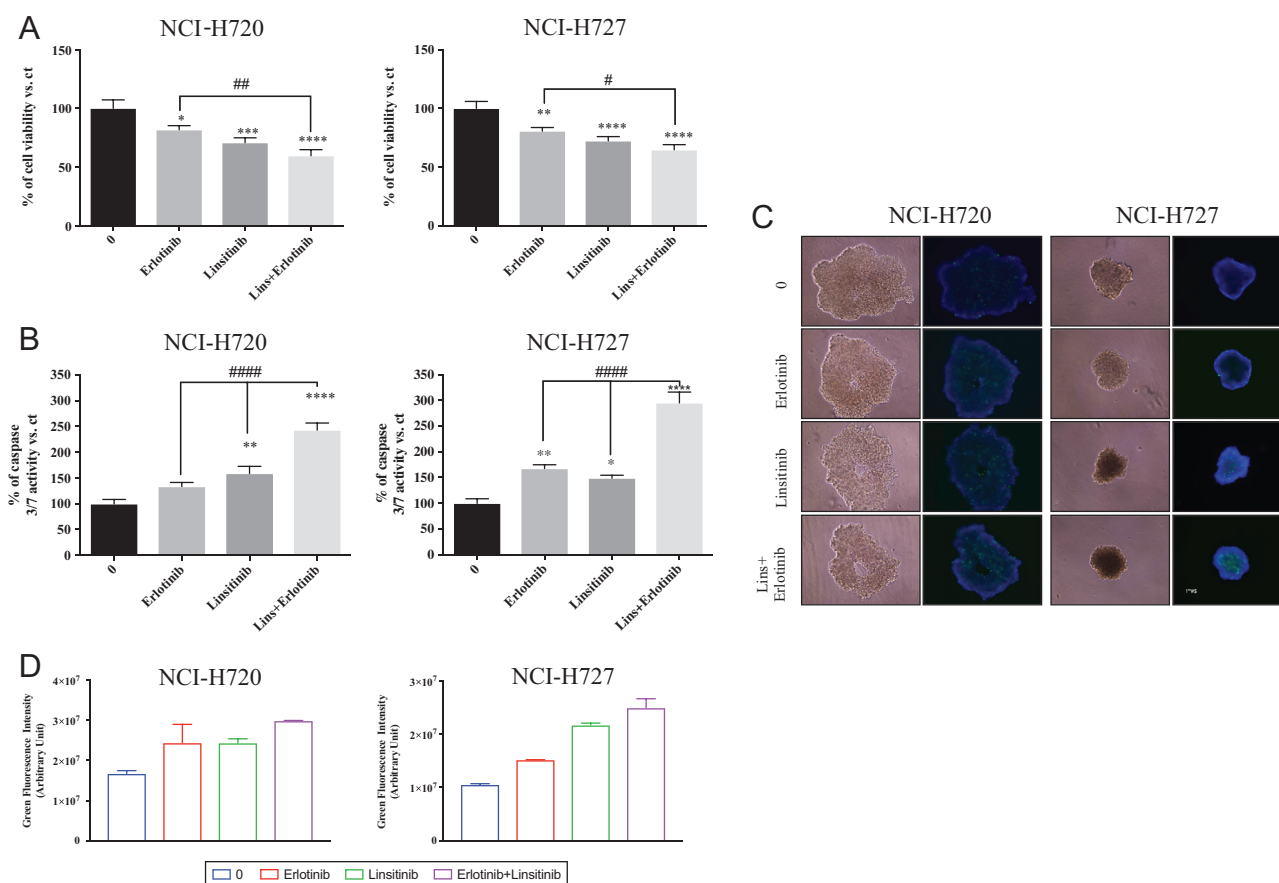 A
NCI-H720
% of cell viability vs. ct
150
100
50
0
##
*
***
****
0
Erlotinib
Linsitinib
Lins+Erlotinib
NCI-H727
% of cell viability vs. ct
150
100
50
0
#
**
****
****
0
Erlotinib
Linsitinib
Lins+Erlotinib
B
NCI-H720
% of caspase
3/7 activity vs. ct
350
300
250
200
150
100
50
0
####
**
****
0
Erlotinib
Linsitinib
Lins+Erlotinib
NCI-H727
% of caspase
3/7 activity vs. ct
350
300
250
200
150
100
50
0
####
**
*
****
0
Erlotinib
Linsitinib
Lins+Erlotinib
C
NCI-H720
NCI-H727
0
Erlotinib
Linsitinib
Lins+
Erlotinib
D
NCI-H720
Green Fluorescence Intensity
(Arbitrary Unit)
4×10⁷
3×10⁷
2×10⁷
1×10⁷
0
NCI-H727
Green Fluorescence Intensity
(Arbitrary Unit)
3×10⁷
2×10⁷
1×10⁷
0
0
Erlotinib
Linsitinib
Erlotinib+Linsitinib